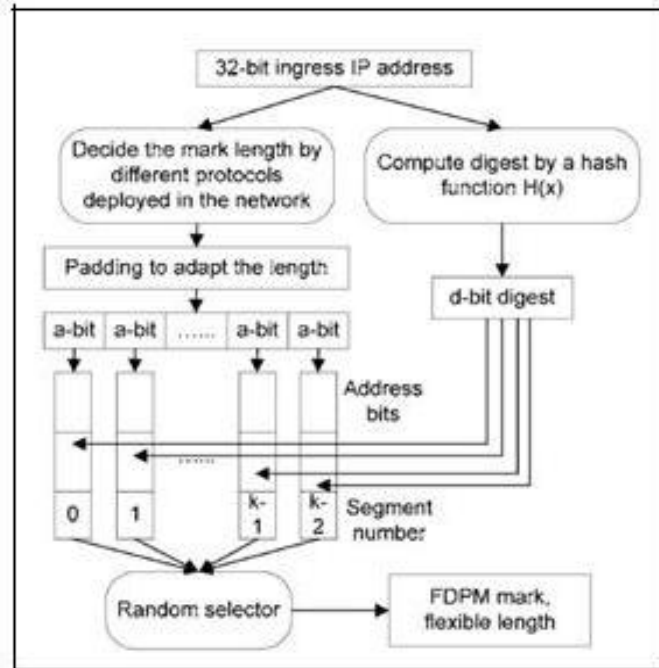 32-bit ingress IP address
Decide the mark length by
different protocols
deployed in the network
Compute digest by a hash
function H(x)
Padding to adapt the length
d-bit digest
a-bit a-bit ...... a-bit a-bit
Address
bits
......
0 1 k-1 k-2
Segment
number
Random selector
FDPM mark,
flexible length